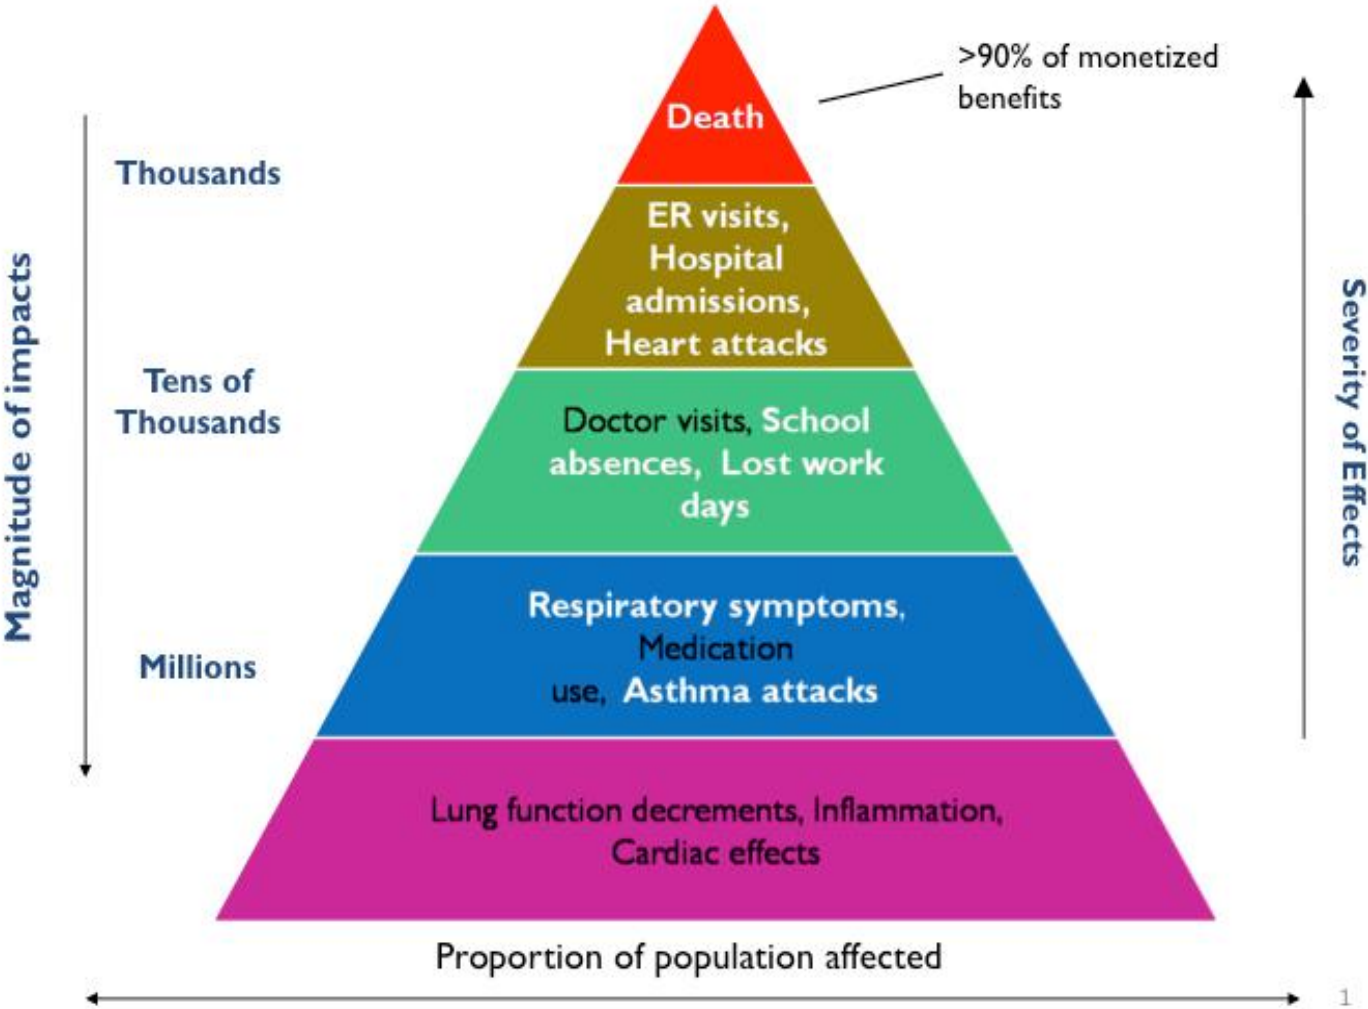 >90% of monetized
benefits
Death
Thousands
ER visits,
Hospital
admissions,
Heart attacks
Tens of
Thousands
Doctor visits, School
absences, Lost work
days
Magnitude of impacts
Severity of Effects
Respiratory symptoms,
Medication
use, Asthma attacks
Millions
Lung function decrements, Inflammation,
Cardiac effects
Proportion of population affected
1